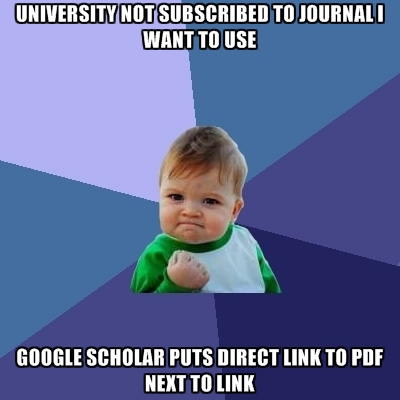 UNIVERSITY NOT SUBSCRIBED TO JOURNAL I
WANT TO USE
GOOGLE SCHOLAR PUTS DIRECT LINK TO PDF
NEXT TO LINK